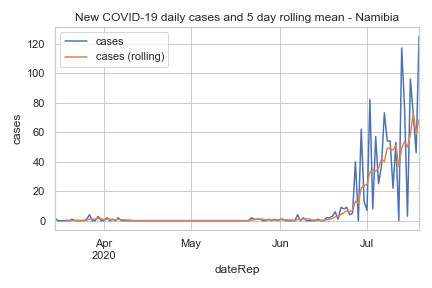 New COVID-19 daily cases and 5 day rolling mean - Namibia
cases
cases (rolling)
120
100
80
60
40
20
0
cases
Apr
2020
May
Jun
Jul
dateRep